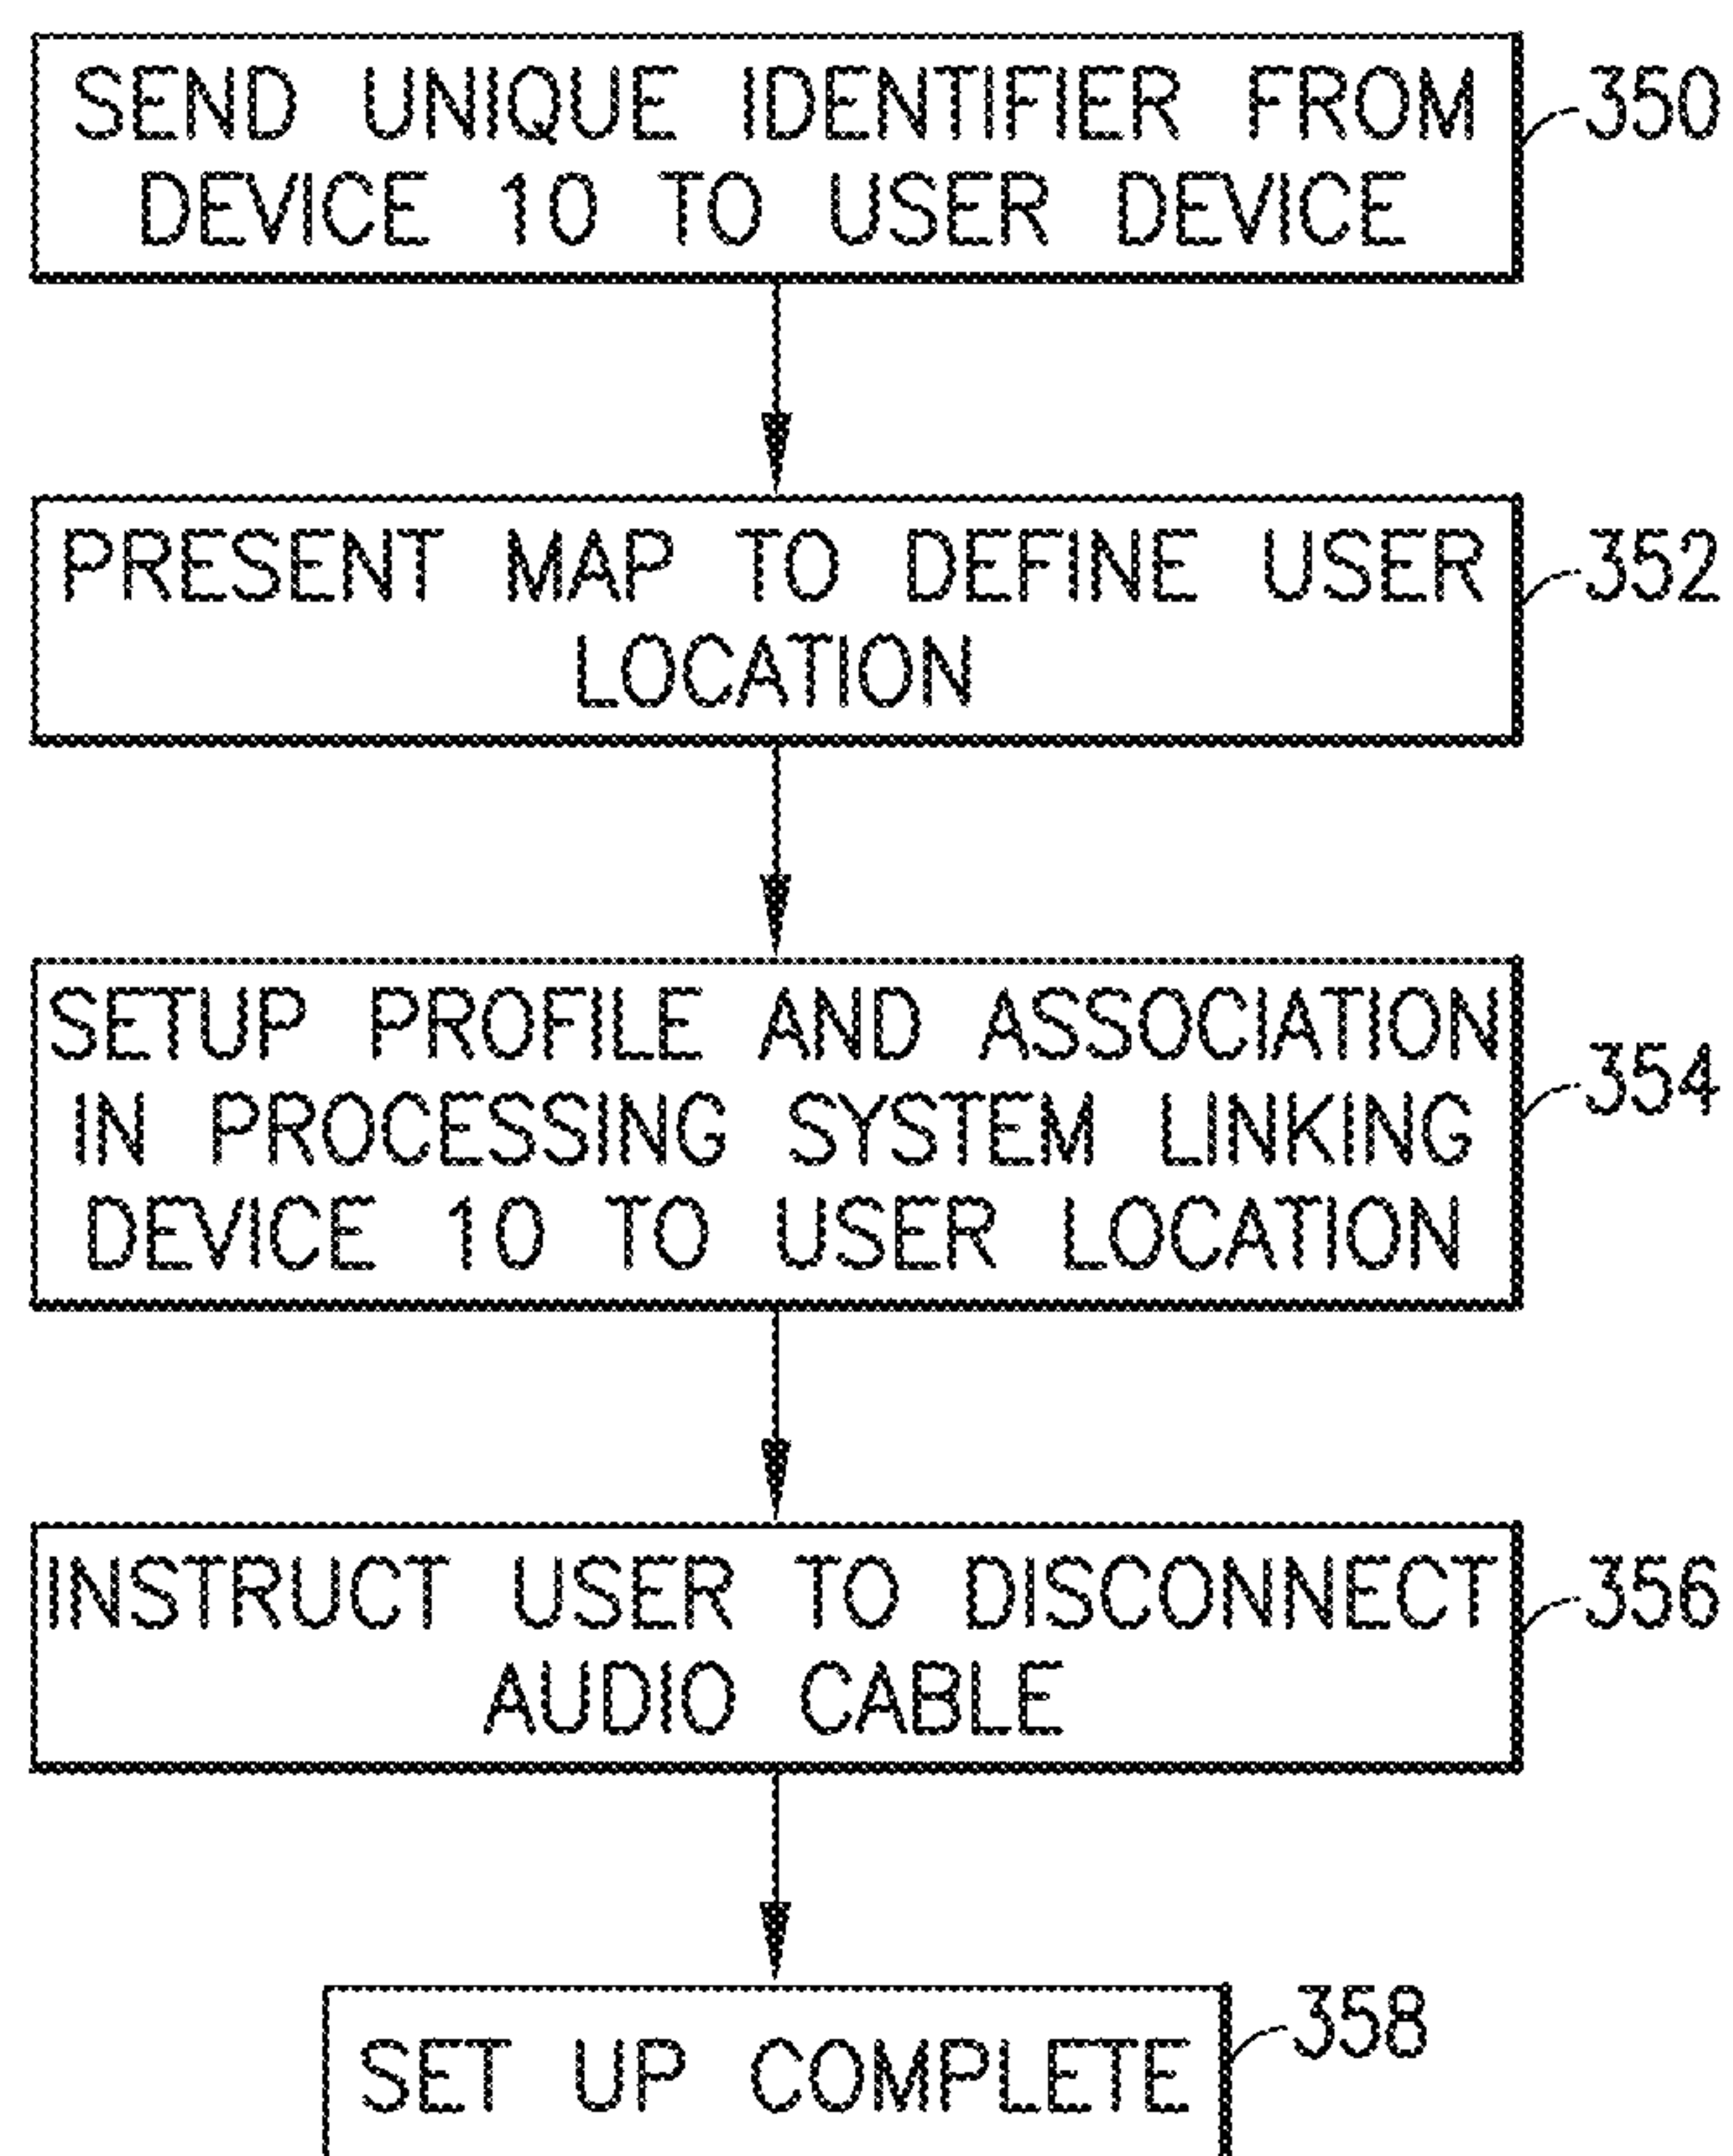 SEND UNIQUE IDENTIFIER FROM
DEVICE 10 TO USER DEVICE
350
PRESENT MAP TO DEFINE USER
LOCATION
352
SETUP PROFILE AND ASSOCIATION
IN PROCESSING SYSTEM LINKING
DEVICE 10 TO USER LOCATION
354
INSTRUCT USER TO DISCONNECT
AUDIO CABLE
356
SET UP COMPLETE
358